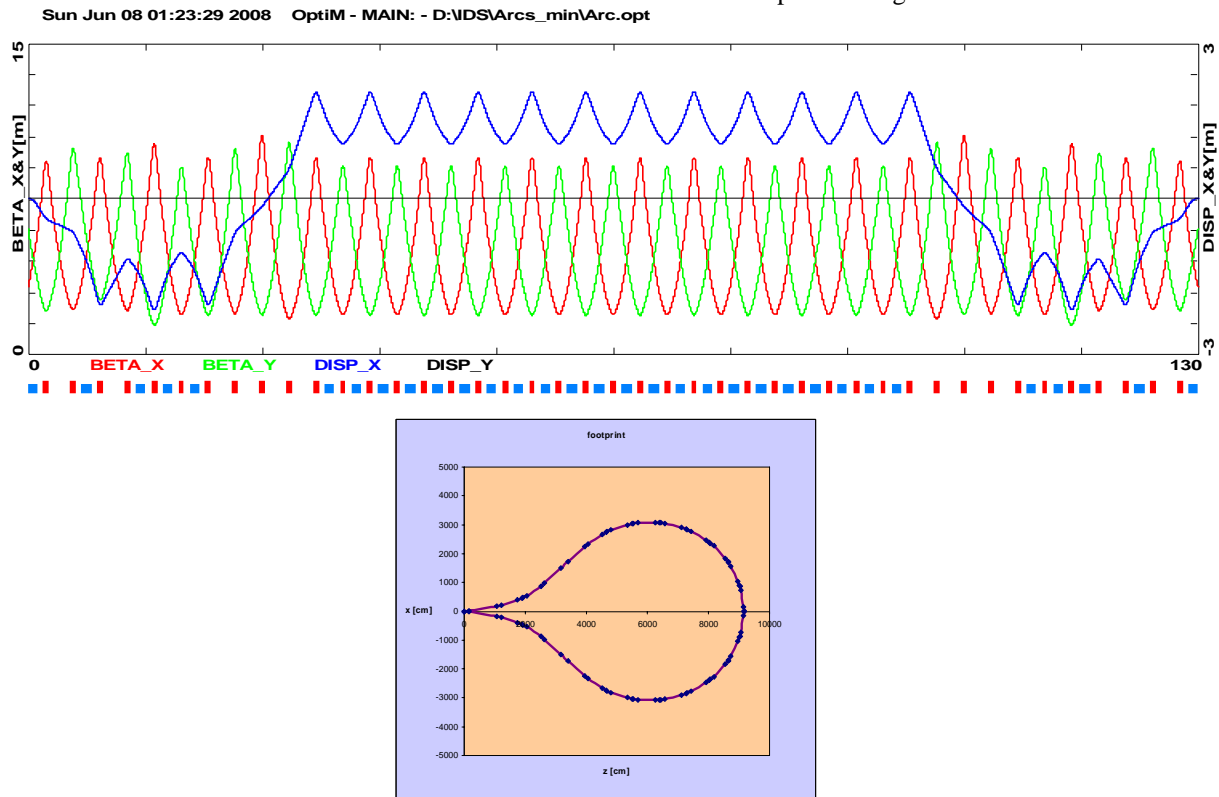 Sun Jun 08 01:23:29 2008 OptiM - MAIN: - D:\IDS\Arcs_min\Arc.opt
15
3
BETA_X&Y[m]
DISP_X&Y[m]
0
-3
0 BETA_X BETA_Y DISP_X DISP_Y 130
footprint
5000
4000
3000
2000
1000
x [cm] 0
0 2000 4000 6000 8000 10000
-1000
-2000
-3000
-4000
-5000
z [cm]